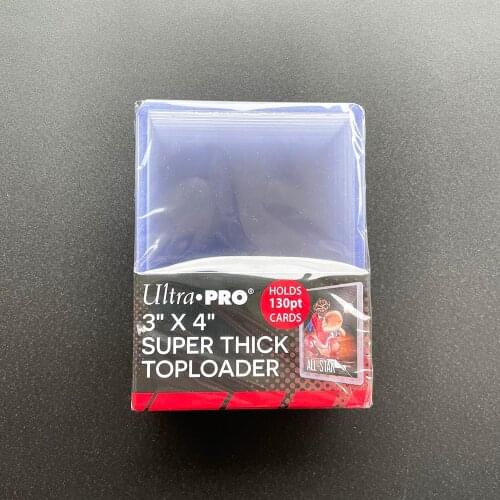 Ultra•PRO®
3" X 4"
SUPER THICK
TOPLOADER
HOLDS
130pt
CARDS
ALL STAR